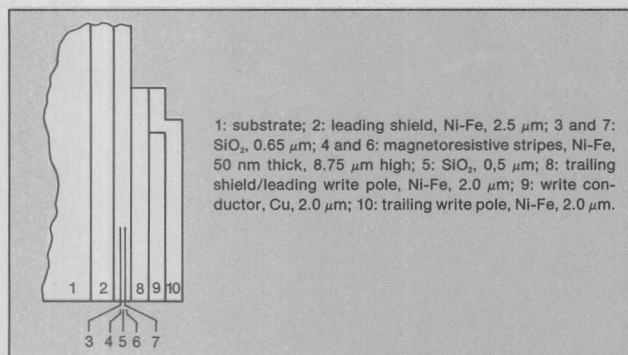 1: substrate; 2: leading shield, Ni-Fe, 2.5 μm; 3 and 7:
SiO₂, 0.65 μm; 4 and 6: magnetoresistive stripes, Ni-Fe,
50 nm thick, 8.75 μm high; 5: SiO₂, 0,5 μm; 8: trailing
shield/leading write pole, Ni-Fe, 2.0 μm; 9: write con-
ductor, Cu, 2.0 μm; 10: trailing write pole, Ni-Fe, 2.0 μm.
1 2 8 9 10
3 4 5 6 7